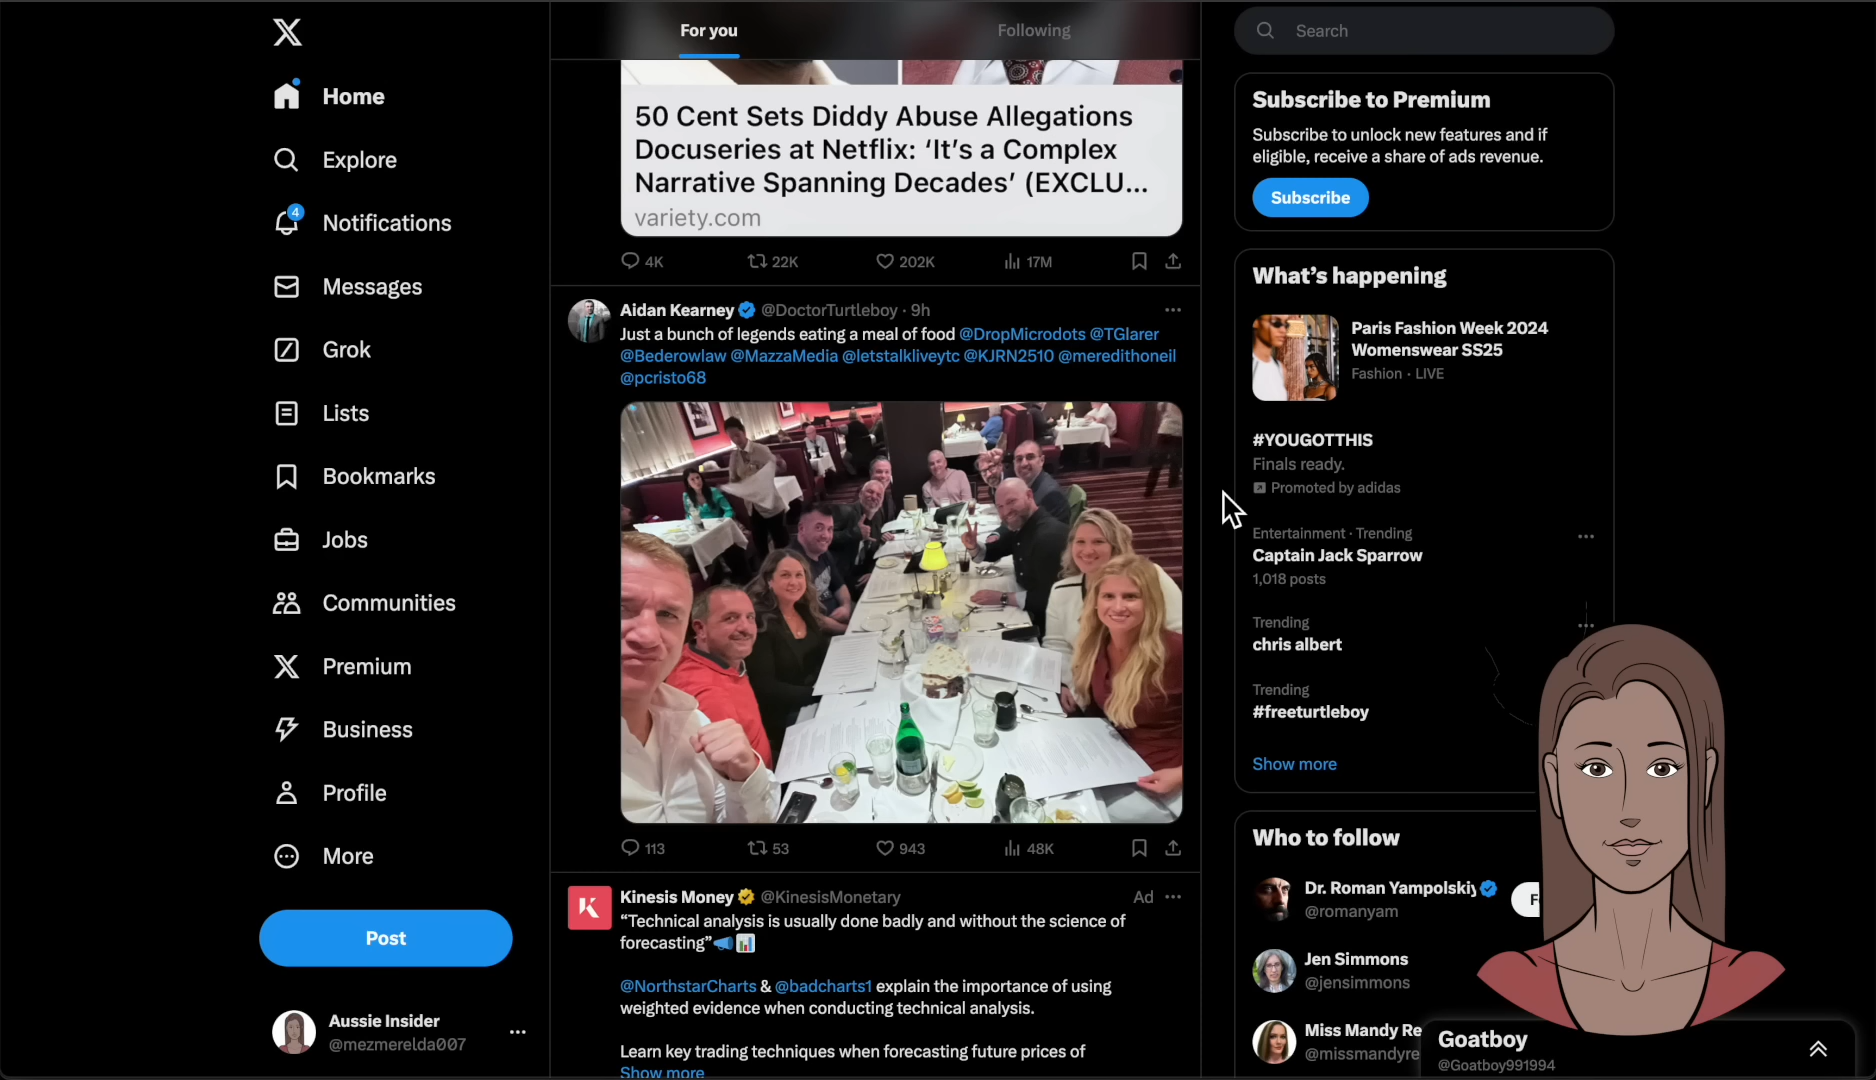 Home
Explore
4
Notifications
Messages
Grok
Lists
Bookmarks
Jobs
Communities
Premium
Business
Profile
More
Post
Aussie Insider
@mezmerelda007
For you
Following
50 Cent Sets Diddy Abuse Allegations
Docuseries at Netflix: ‘It’s a Complex
Narrative Spanning Decades’ (EXCLU...
variety.com
4K 22K 202K 17M
Aidan Kearney @DoctorTurtleboy · 9h
Just a bunch of legends eating a meal of food @DropMicrodots @TGlarer
@Bederowlaw @MazzaMedia @letstalkliveytc @KJRN2510 @meredithoneil
@pcristo68
113 53 943 48K
Kinesis Money @KinesisMonetary Ad
“Technical analysis is usually done badly and without the science of
forecasting”
@NorthstarCharts & @badcharts1 explain the importance of using
weighted evidence when conducting technical analysis.
Learn key trading techniques when forecasting future prices of
Show more
Search
Subscribe to Premium
Subscribe to unlock new features and if
eligible, receive a share of ads revenue.
Subscribe
What’s happening
Paris Fashion Week 2024
Womenswear SS25
Fashion · LIVE
#YOUGOTTHIS
Finals ready.
Promoted by adidas
Entertainment · Trending
Captain Jack Sparrow
1,018 posts
Trending
chris albert
Trending
#freeturtleboy
Show more
Who to follow
Dr. Roman Yampolskiy
@romanyam
F
Jen Simmons
@jensimmons
Miss Mandy Re
@missmandyre
Goatboy
@Goatboy991994